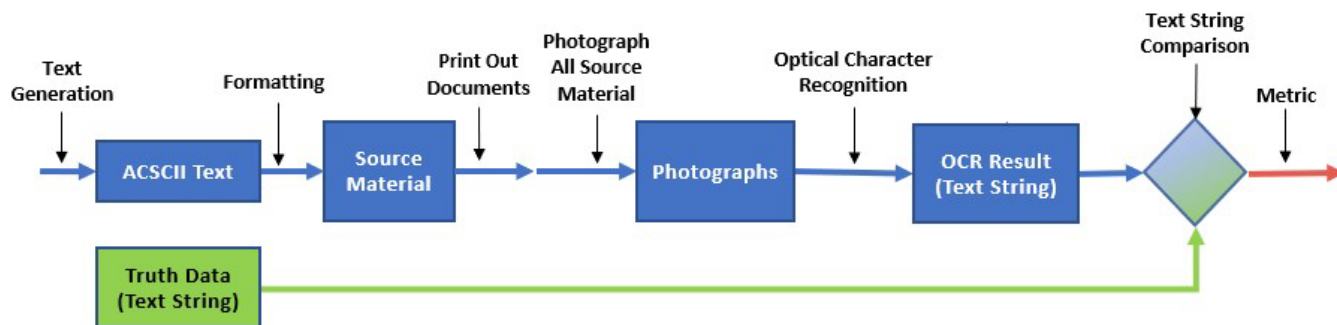 Text
Generation
ACSCII Text
Formatting
Source
Material
Print Out
Documents
Photograph
All Source
Material
Photographs
Optical Character
Recognition
OCR Result
(Text String)
Text String
Comparison
Metric
Truth Data
(Text String)